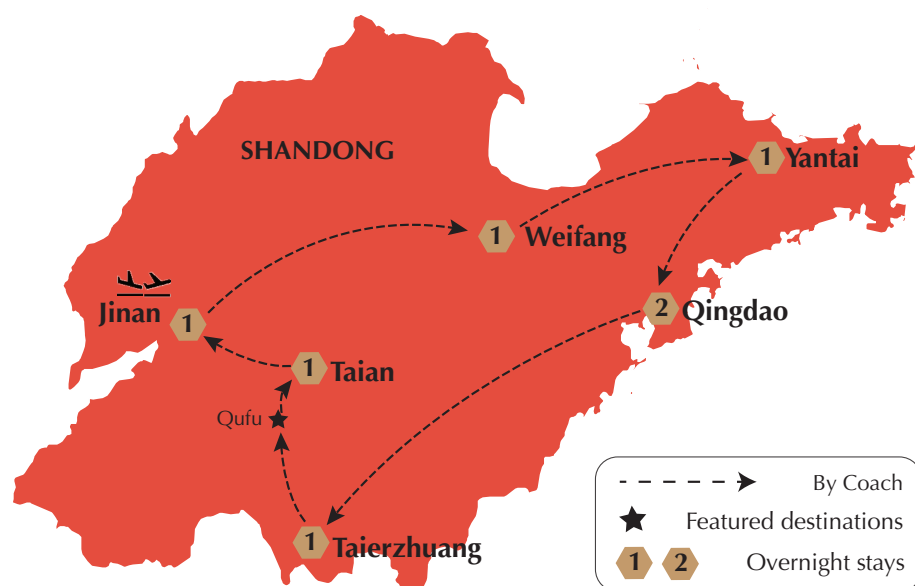 SHANDONG
1 Yantai
1 Weifang
Jinan
1
2 Qingdao
1 Taian
Qufu
1 Taierzhuang
By Coach
Featured destinations
1 2 Overnight stays